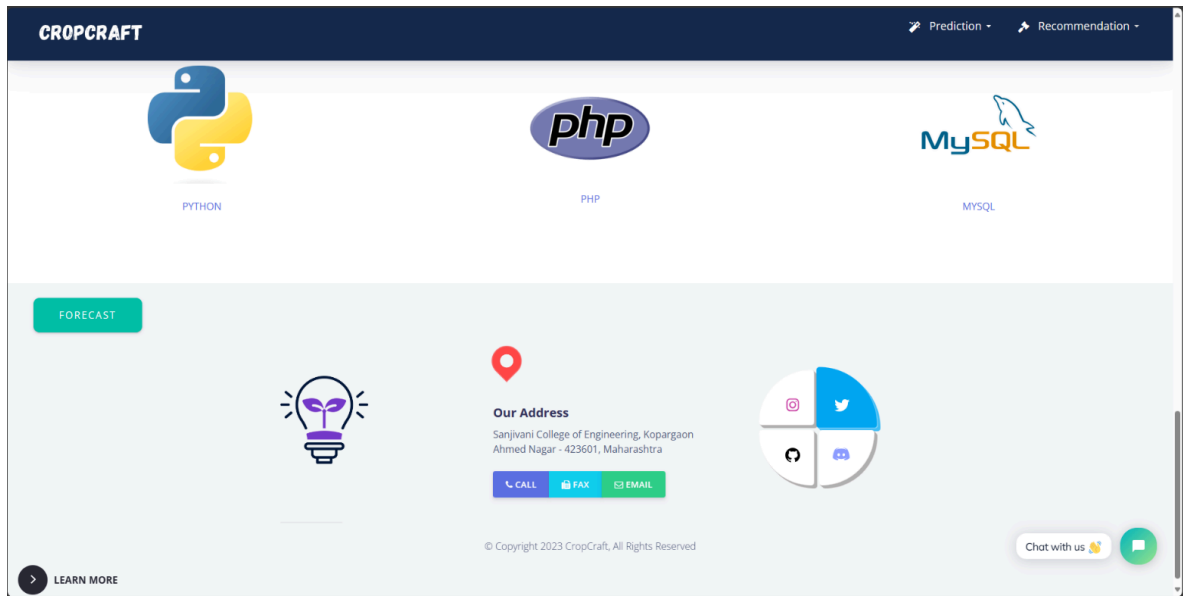 CROPCRAFT
Prediction
Recommendation
php
MySQL
PYTHON
PHP
MYSQL
FORECAST
Our Address
Sanjivani College of Engineering, Kopargaon
Ahmed Nagar - 423601, Maharashtra
CALL
FAX
EMAIL
© Copyright 2023 CropCraft, All Rights Reserved
Chat with us 👋
LEARN MORE